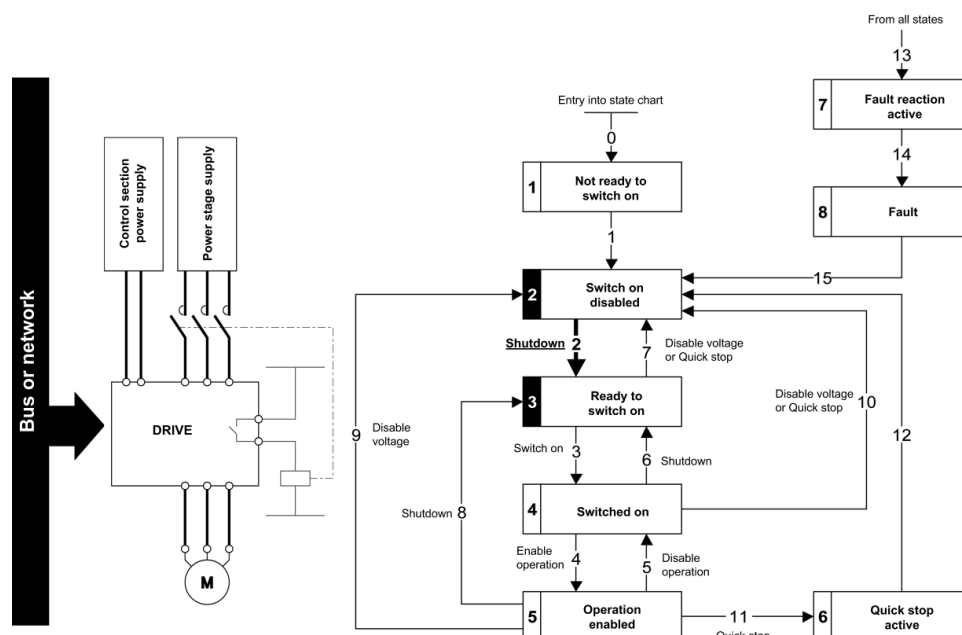 From all states
13
7
Fault reaction
active
14
8
Fault
15
Entry into state chart
0
1
Not ready to
switch on
1
2
Switch on
disabled
Shutdown 2
7
Disable voltage
or Quick stop
3
Ready to
switch on
Switch on
3
6
Shutdown
4
Switched on
Enable
operation
4
5
Disable
operation
5
Operation
enabled
11
Quick stop
6
Quick stop
active
9
Disable
voltage
Shutdown
8
Disable voltage
or Quick stop
10
12
Bus or network
Control section
power supply
Power stage supply
DRIVE
M